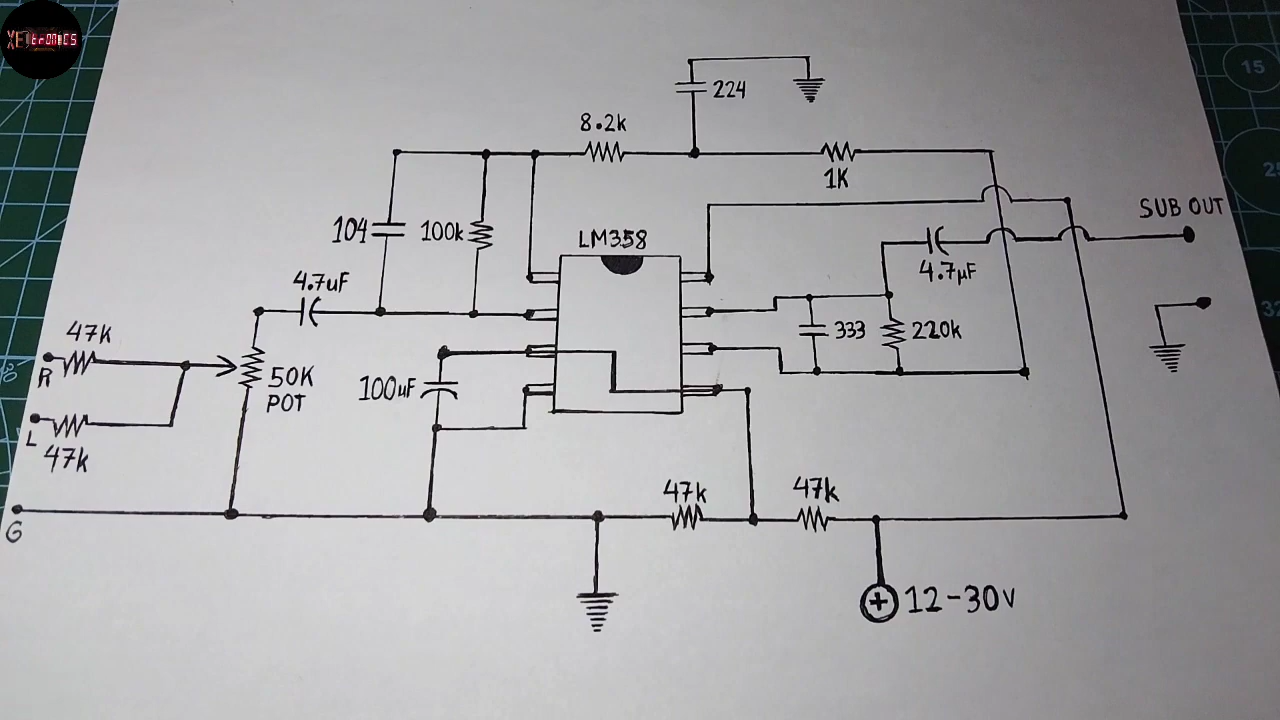 XEltronics
224
8.2k
1K
SUB OUT
104
100k
LM358
4.7μF
4.7uF
47k
R
50K
POT
100uF
333
220k
L
47k
47k
47k
G
12-30V
15